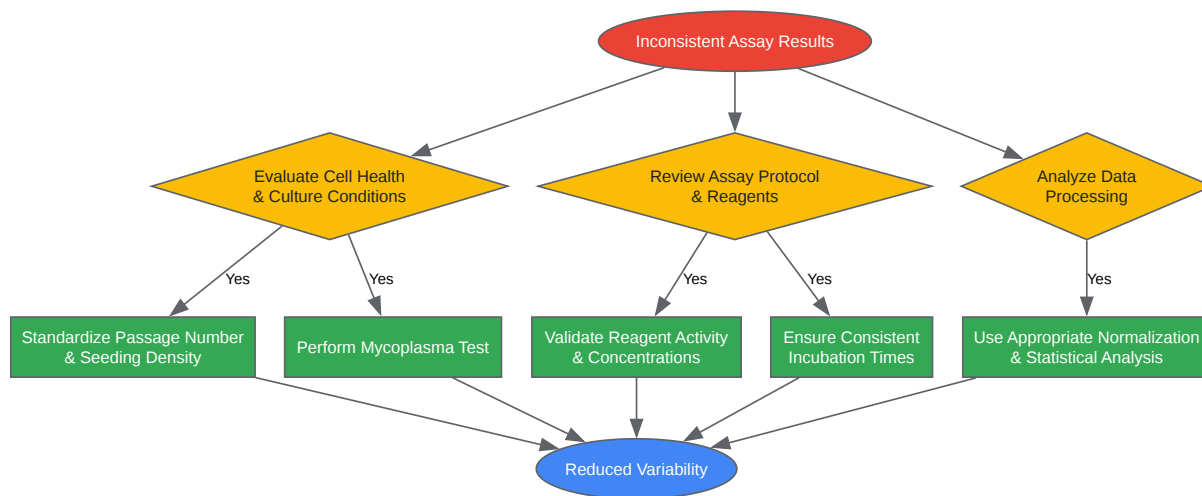 Inconsistent Assay Results
Evaluate Cell Health
& Culture Conditions
Review Assay Protocol
& Reagents
Analyze Data
Processing
Yes
Yes
Yes
Yes
Yes
Standardize Passage Number
& Seeding Density
Perform Mycoplasma Test
Validate Reagent Activity
& Concentrations
Ensure Consistent
Incubation Times
Use Appropriate Normalization
& Statistical Analysis
Reduced Variability